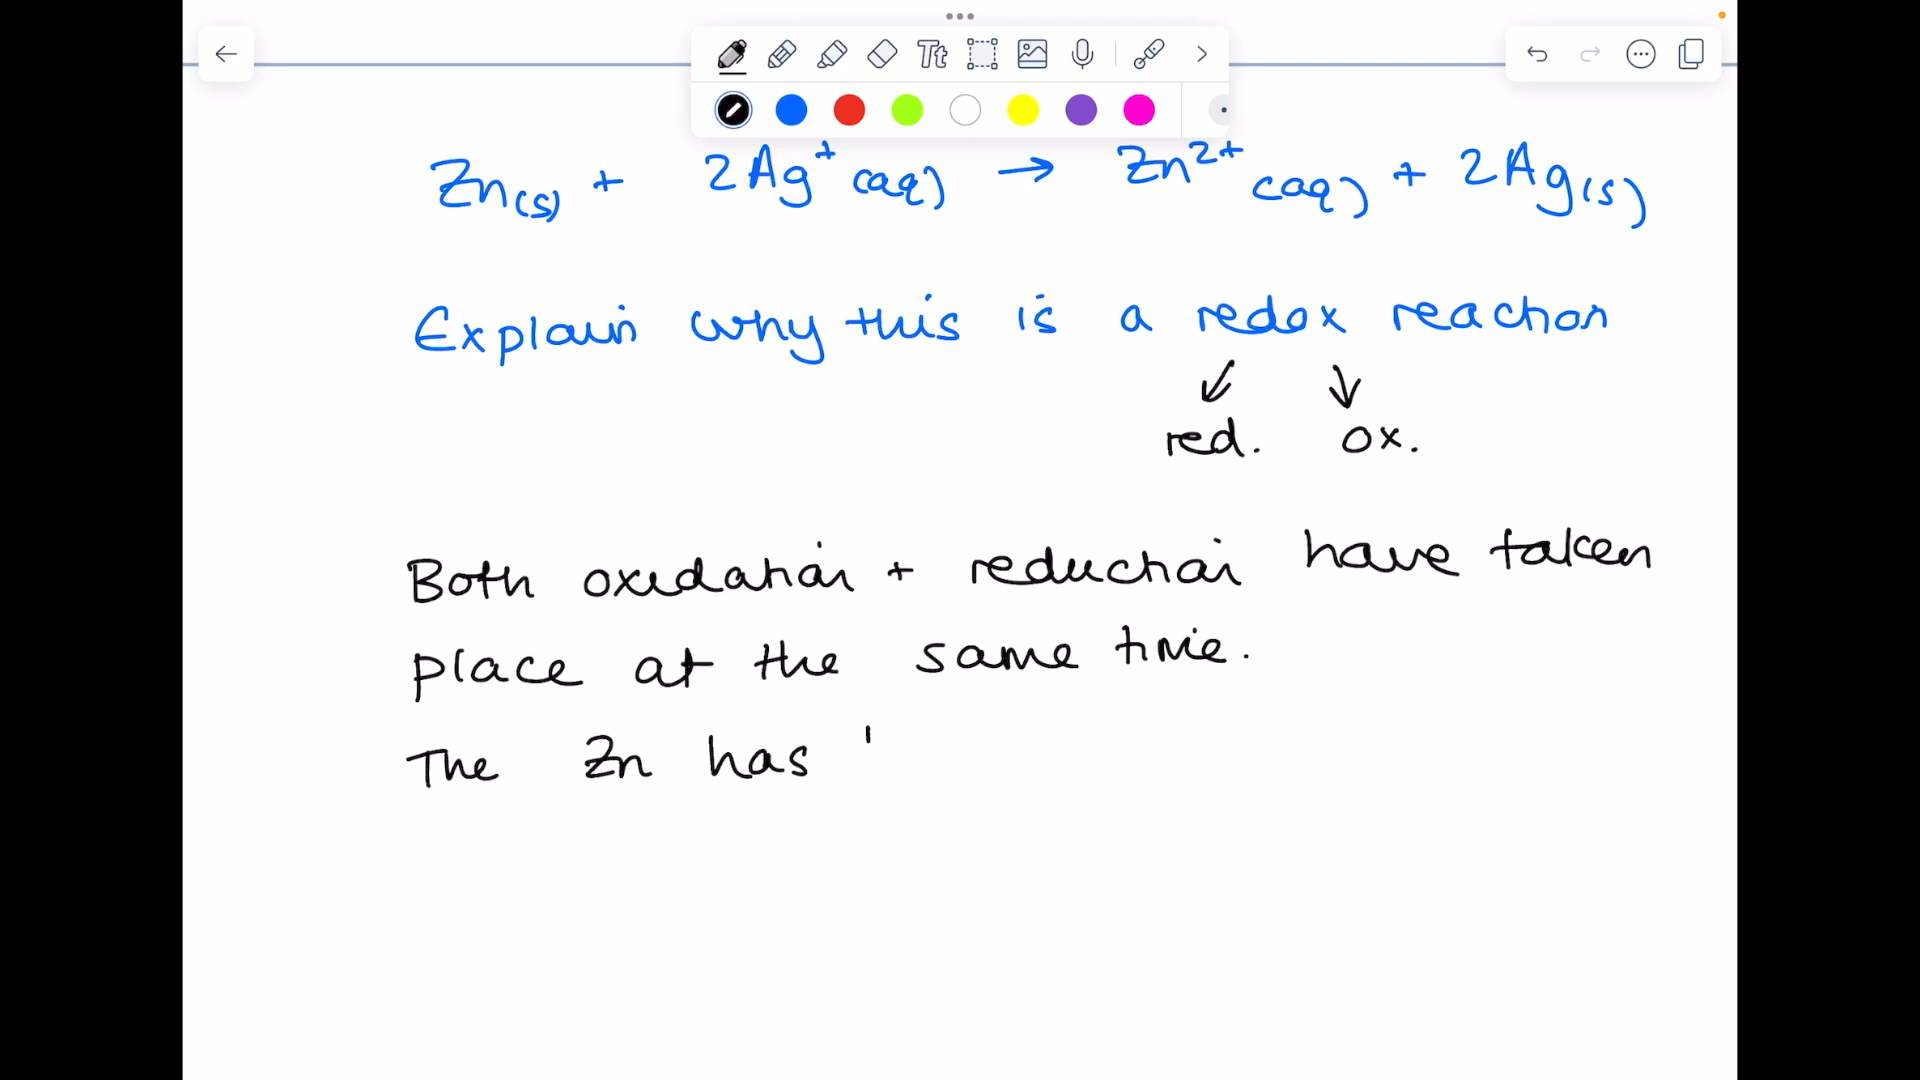 Tt
Zn(s) + 2Ag⁺(aq) → Zn²⁺(aq) + 2Ag(s)
Explain why this is a redox reaction
red. ox.
Both oxidation + reduction have taken
place at the same time.
The Zn has